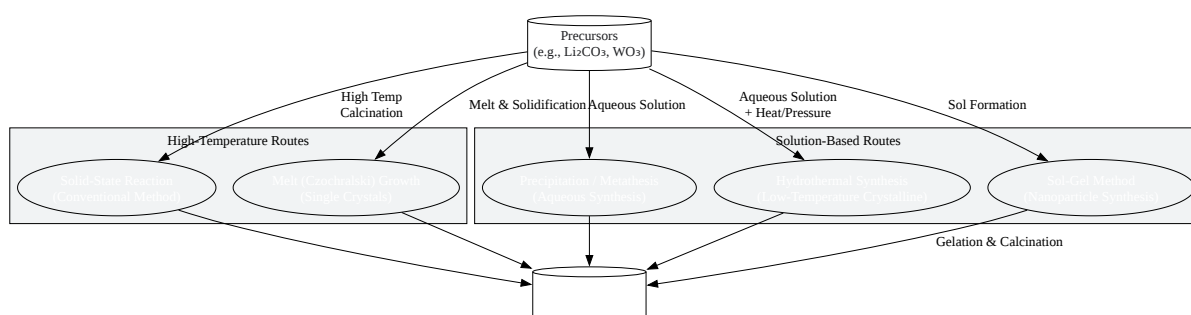 Precursors
(e.g., Li₂CO₃, WO₃)
High Temp
Calcination
Melt & Solidification
Aqueous Solution
Aqueous Solution
+ Heat/Pressure
Sol Formation
High-Temperature Routes
Solution-Based Routes
Solid-State Reaction
(Conventional Method)
Melt (Czochralski) Growth
(Single Crystals)
Precipitation / Metathesis
(Aqueous Synthesis)
Hydrothermal Synthesis
(Low-Temperature Crystalline)
Sol-Gel Method
(Nanoparticle Synthesis)
Gelation & Calcination